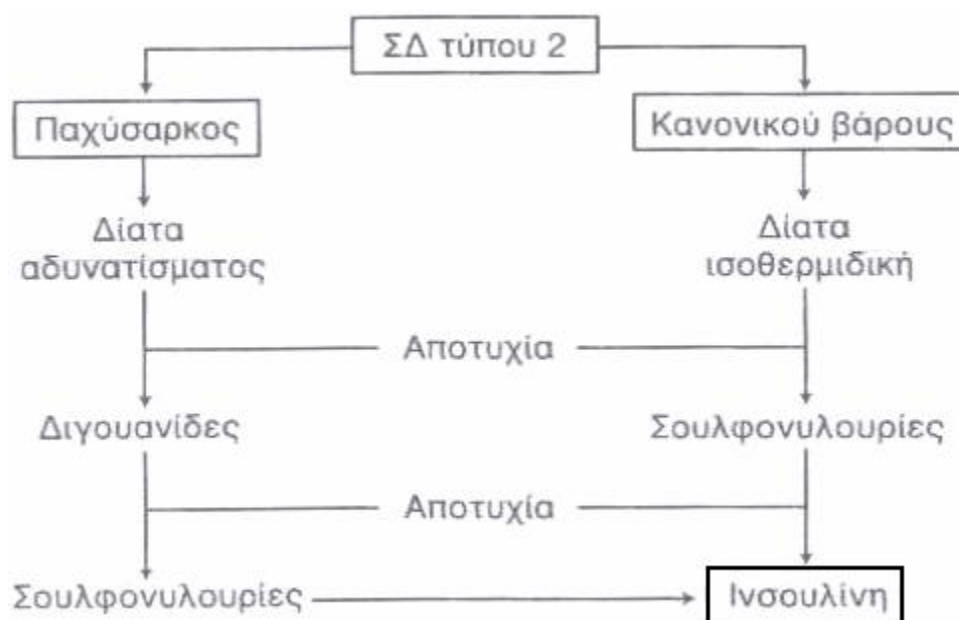 ΣΔ τύπου 2
Παχύσαρκος
Κανονικού βάρους
Δίατα
αδυνατίσματος
Δίατα
ισοθερμιδική
Αποτυχία
Διγουανίδες
Σουλφονυλουρίες
Αποτυχία
Σουλφονυλουρίες
Ινσουλίνη